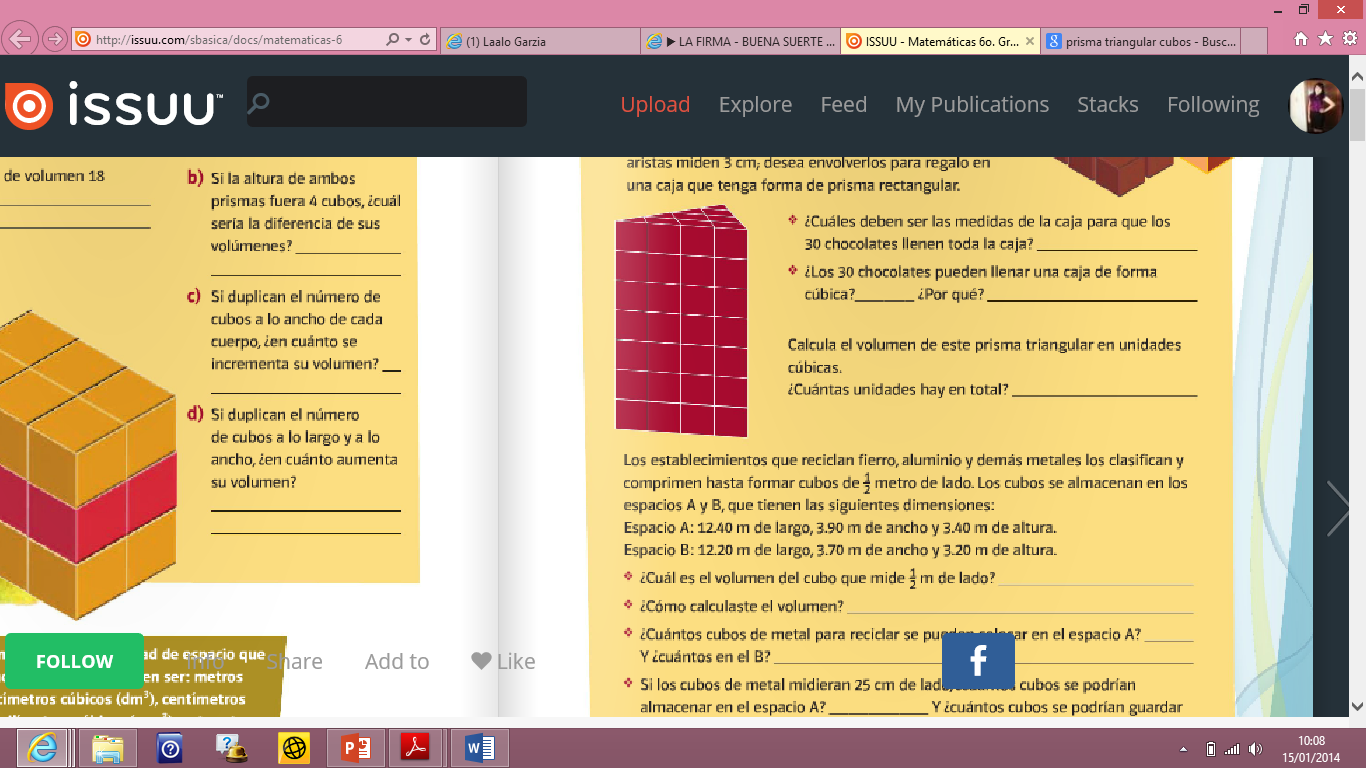 http://issuu.com/sbasica/docs/matematicas-6
(1) Laalo Garzia
▶ LA FIRMA - BUENA SUERTE ...
ISSUU - Matemáticas 6o. Gr...
prisma triangular cubos - Busc...
issuu™
Upload
Explore
Feed
My Publications
Stacks
Following
de volumen 18
b) Si la altura de ambos
prismas fuera 4 cubos, ¿cuál
sería la diferencia de sus
volúmenes?
c) Si duplican el número de
cubos a lo ancho de cada
cuerpo, ¿en cuánto se
incrementa su volumen?
d) Si duplican el número
de cubos a lo largo y a lo
ancho, ¿en cuánto aumenta
su volumen?
ad de espacio que
en ser: metros
címetros cúbicos (dm³), centímetros
aristas miden 3 cm; desea envolverlos para regalo en
una caja que tenga forma de prisma rectangular.
❖ ¿Cuáles deben ser las medidas de la caja para que los
30 chocolates llenen toda la caja?
❖ ¿Los 30 chocolates pueden llenar una caja de forma
cúbica? ¿Por qué?
Calcula el volumen de este prisma triangular en unidades
cúbicas.
¿Cuántas unidades hay en total?
Los establecimientos que reciclan fierro, aluminio y demás metales los clasifican y
comprimen hasta formar cubos de ½ metro de lado. Los cubos se almacenan en los
espacios A y B, que tienen las siguientes dimensiones:
Espacio A: 12.40 m de largo, 3.90 m de ancho y 3.40 m de altura.
Espacio B: 12.20 m de largo, 3.70 m de ancho y 3.20 m de altura.
❖ ¿Cuál es el volumen del cubo que mide ½ m de lado?
❖ ¿Cómo calculaste el volumen?
❖ ¿Cuántos cubos de metal para reciclar se en el espacio A?
Y ¿cuántos en el B?
❖ Si los cubos de metal midieran 25 cm de cubos se podrían
almacenar en el espacio A? Y ¿cuántos cubos se podrían guardar
FOLLOW
Info
Share
Add to
Like
f
10:08
15/01/2014